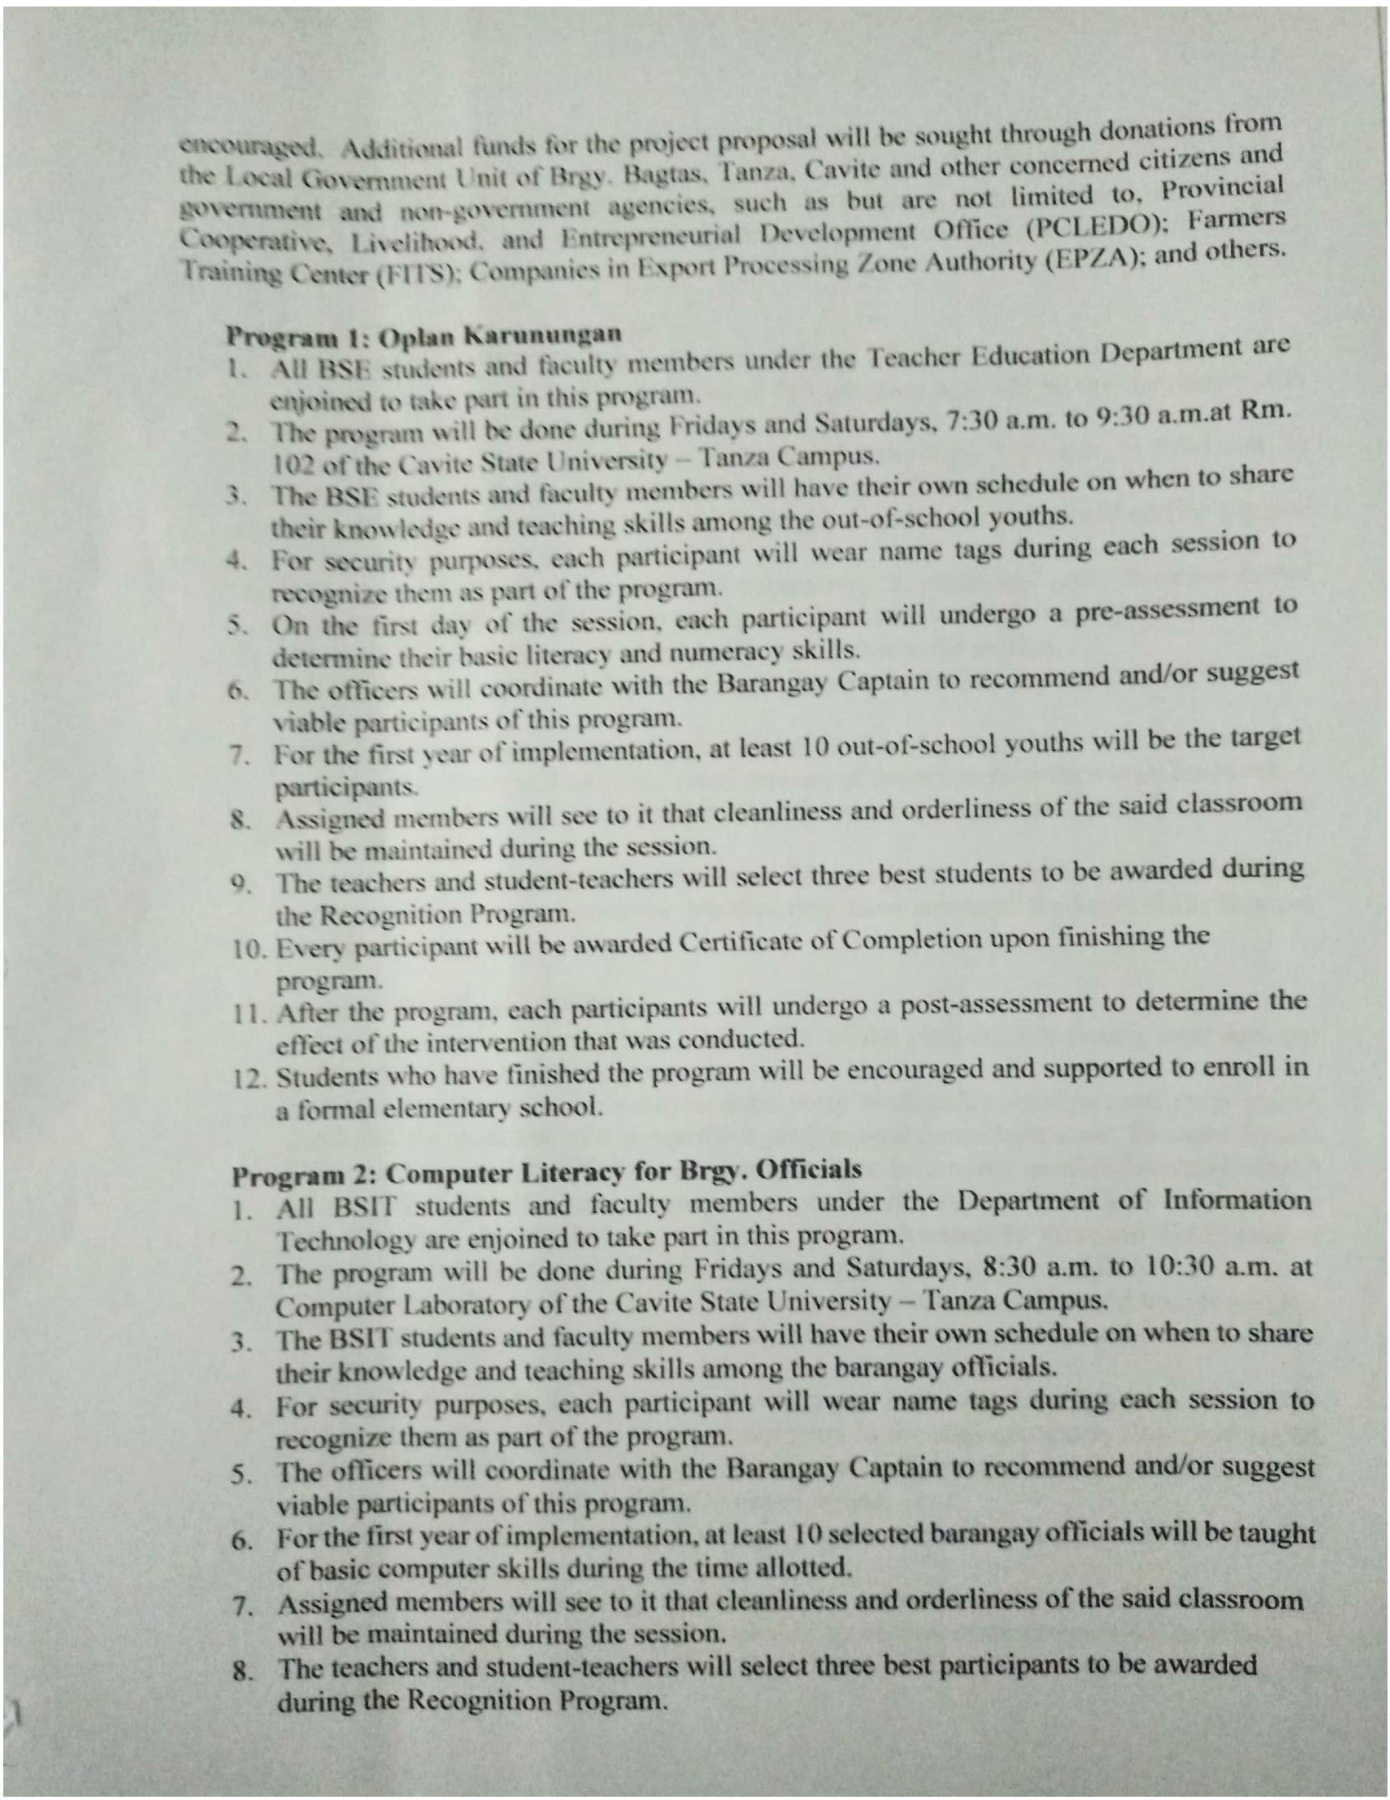 encouraged. Additional funds for the project proposal will be sought through donations from
the Local Government Unit of Brgy. Bagtas, Tanza, Cavite and other concerned citizens and
government and non-government agencies, such as but are not limited to, Provincial
Cooperative, Livelihood, and Entrepreneurial Development Office (PCLEDO); Farmers
Training Center (FITS); Companies in Export Processing Zone Authority (EPZA); and others.
Program 1: Oplan Karunungan
1. All BSE students and faculty members under the Teacher Education Department are
enjoined to take part in this program.
2. The program will be done during Fridays and Saturdays, 7:30 a.m. to 9:30 a.m.at Rm.
102 of the Cavite State University – Tanza Campus.
3. The BSE students and faculty members will have their own schedule on when to share
their knowledge and teaching skills among the out-of-school youths.
4. For security purposes, each participant will wear name tags during each session to
recognize them as part of the program.
5. On the first day of the session, each participant will undergo a pre-assessment to
determine their basic literacy and numeracy skills.
6. The officers will coordinate with the Barangay Captain to recommend and/or suggest
viable participants of this program.
7. For the first year of implementation, at least 10 out-of-school youths will be the target
participants.
8. Assigned members will see to it that cleanliness and orderliness of the said classroom
will be maintained during the session.
9. The teachers and student-teachers will select three best students to be awarded during
the Recognition Program.
10. Every participant will be awarded Certificate of Completion upon finishing the
program.
11. After the program, each participants will undergo a post-assessment to determine the
effect of the intervention that was conducted.
12. Students who have finished the program will be encouraged and supported to enroll in
a formal elementary school.
Program 2: Computer Literacy for Brgy. Officials
1. All BSIT students and faculty members under the Department of Information
Technology are enjoined to take part in this program.
2. The program will be done during Fridays and Saturdays, 8:30 a.m. to 10:30 a.m. at
Computer Laboratory of the Cavite State University – Tanza Campus.
3. The BSIT students and faculty members will have their own schedule on when to share
their knowledge and teaching skills among the barangay officials.
4. For security purposes, each participant will wear name tags during each session to
recognize them as part of the program.
5. The officers will coordinate with the Barangay Captain to recommend and/or suggest
viable participants of this program.
6. For the first year of implementation, at least 10 selected barangay officials will be taught
of basic computer skills during the time allotted.
7. Assigned members will see to it that cleanliness and orderliness of the said classroom
will be maintained during the session.
8. The teachers and student-teachers will select three best participants to be awarded
during the Recognition Program.